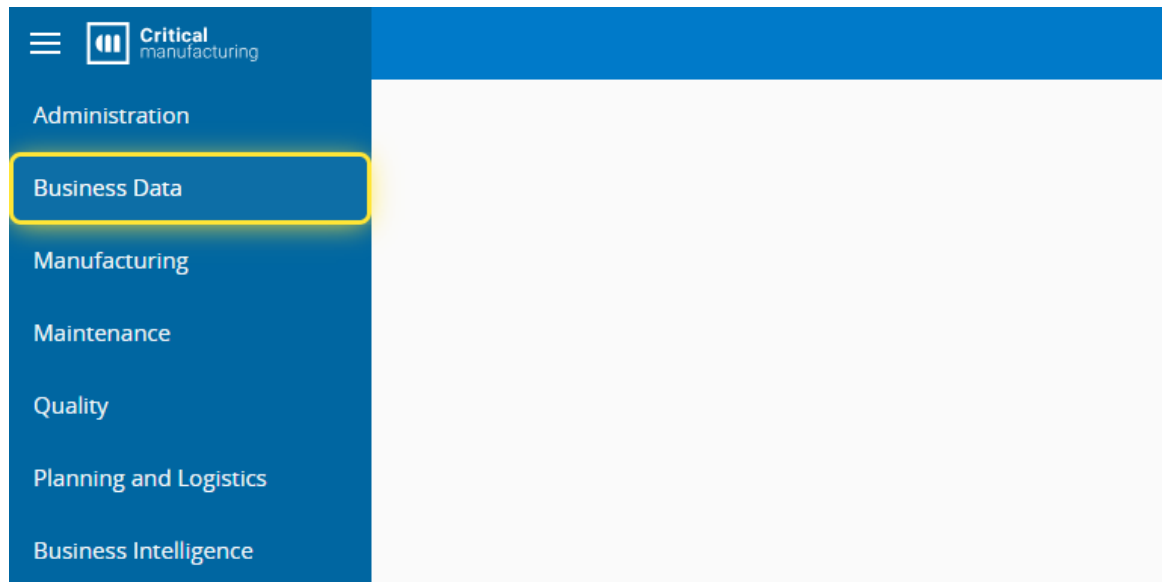 Critical
manufacturing
Administration
Business Data
Manufacturing
Maintenance
Quality
Planning and Logistics
Business Intelligence